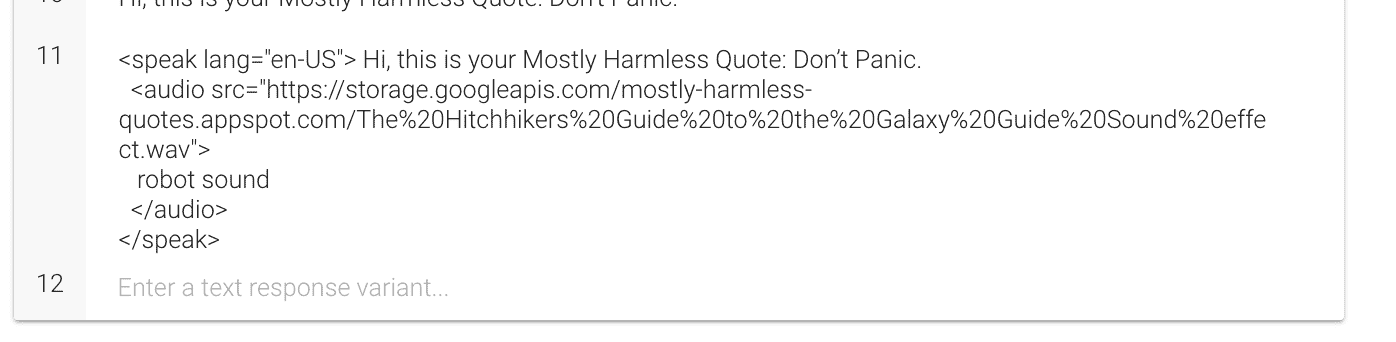 Hi, this is your Mostly Harmless Quote: Don't Panic.
11
<speak lang="en-US"> Hi, this is your Mostly Harmless Quote: Don’t Panic.
<audio src="https://storage.googleapis.com/mostly-harmless-
quotes.appspot.com/The%20Hitchhikers%20Guide%20to%20the%20Galaxy%20Guide%20Sound%20effe
ct.wav">
robot sound
</audio>
</speak>
12
Enter a text response variant...